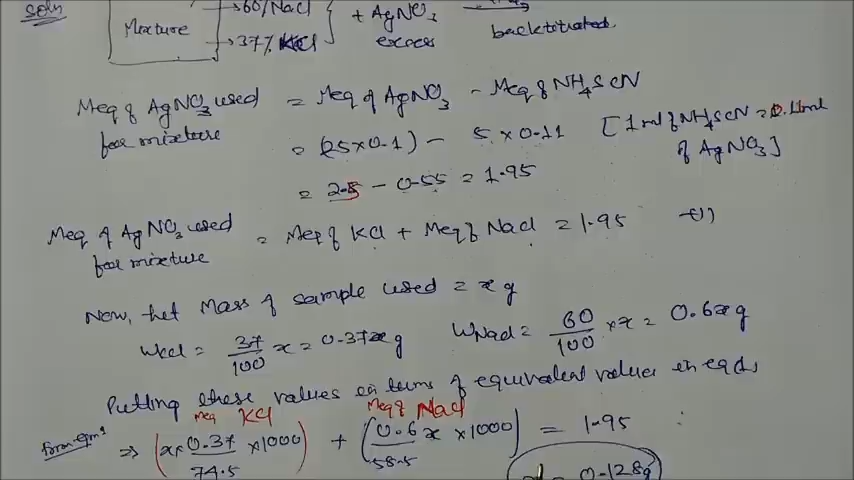 Soln
Mixture → 60% NaCl
→ 37% KCl } + AgNO3
excess
backtitrated
Meq of AgNO3 used = Meq of AgNO3 - Meq of NH4SCN
for mixture
= (25×0.1) - 5×0.11 [1 ml of NH4SCN = 0.11ml
of AgNO3]
= 2.5 - 0.55 = 1.95
Meq of AgNO3 used = Meq of KCl + Meq of NaCl = 1.95 -(1)
for mixture
Now, Let Mass of sample used = x g
WKCl = 37/100 x = 0.37x g WNaCl = 60/100 × x = 0.6x g
Putting these values in terms of equivalent values in eq(1)
Meq KCl Meq of NaCl
From eqn 1 ⇒ (x×0.37/74.5 ×1000) + (0.6x/58.5 ×1000) = 1.95
x = 0.128g